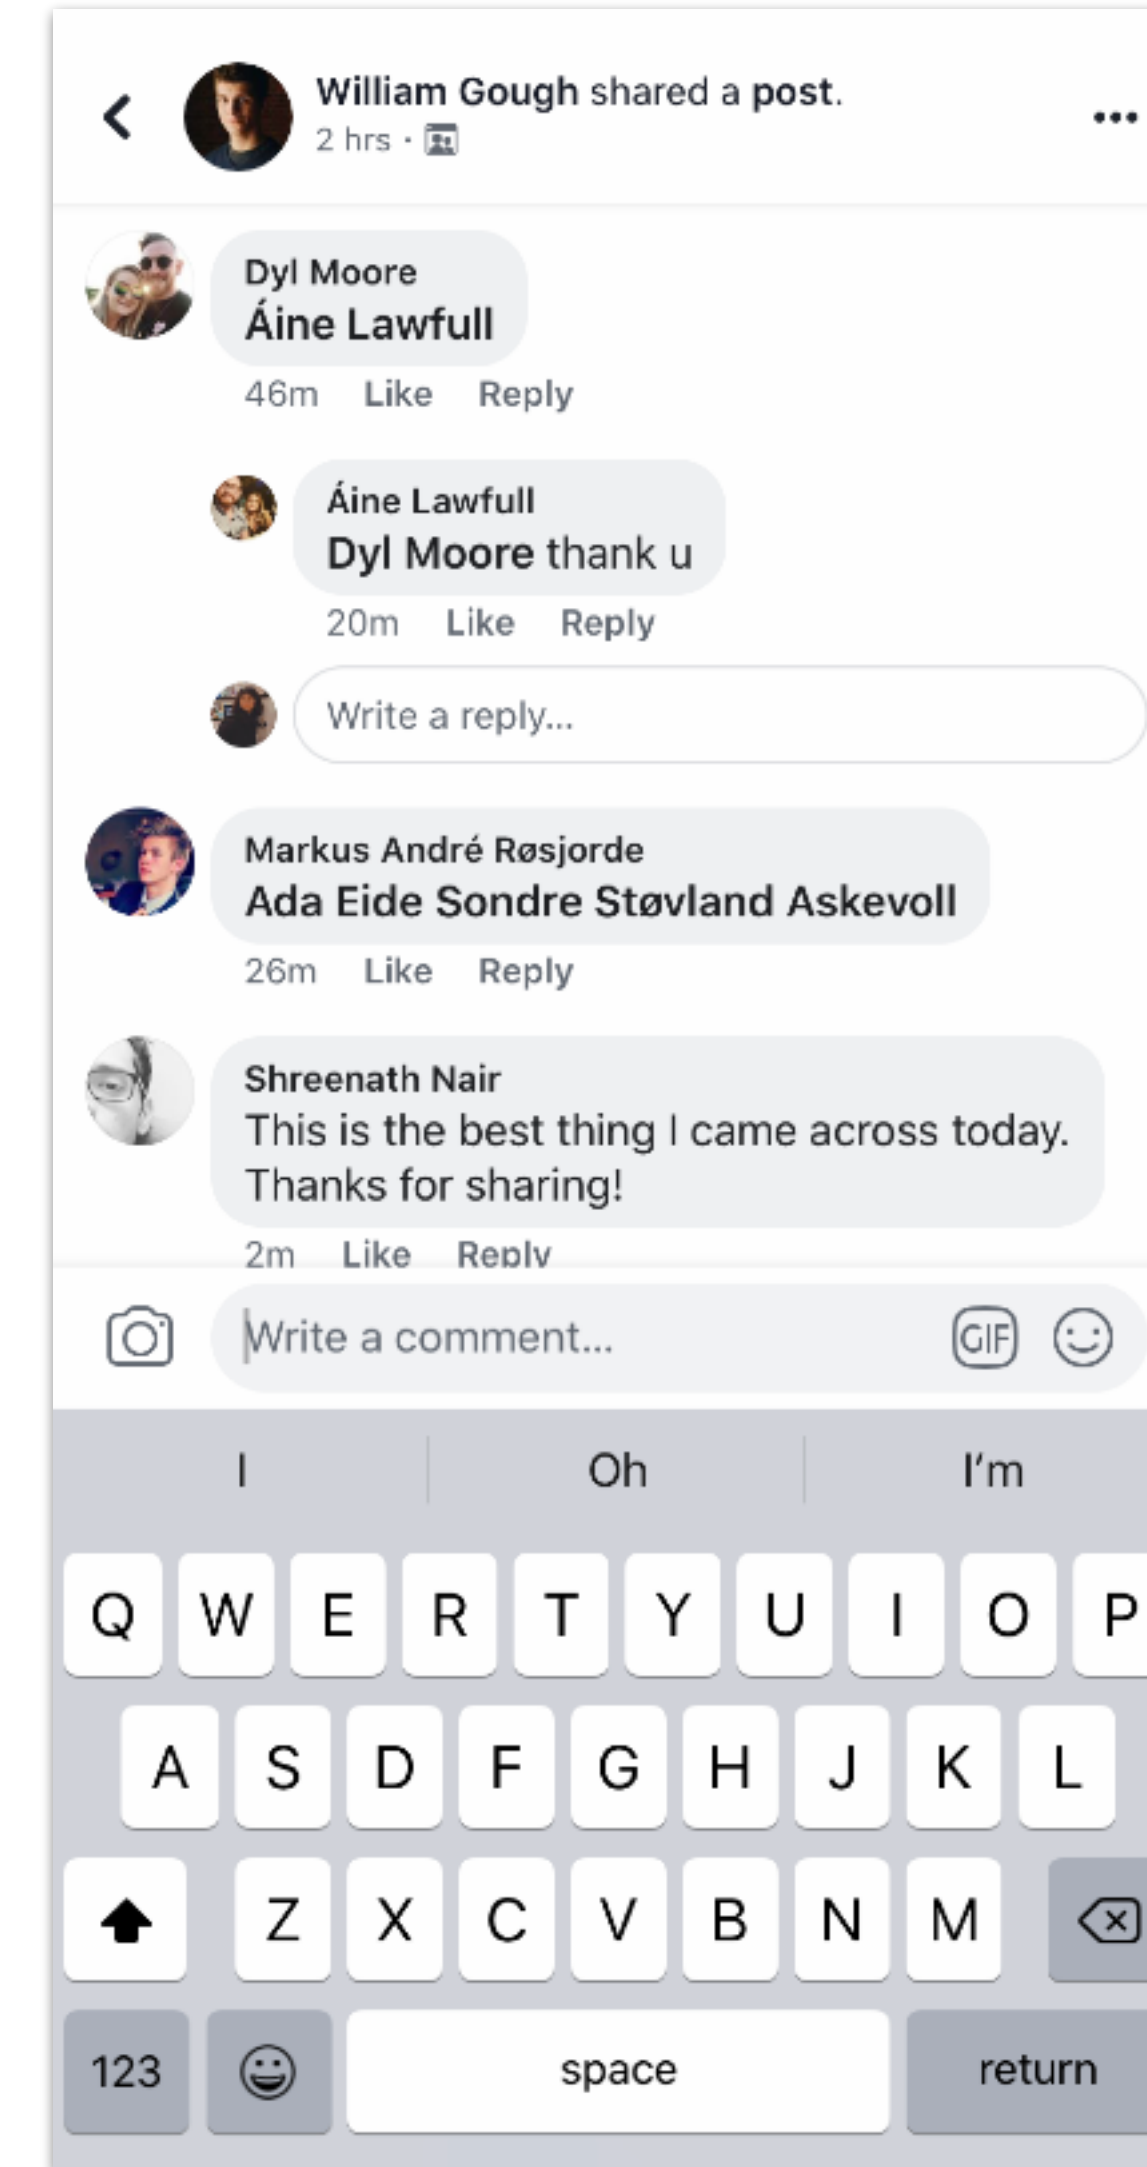 William Gough shared a post.
2 hrs ·
Dyl Moore
Áine Lawfull
46m Like Reply
Áine Lawfull
Dyl Moore thank u
20m Like Reply
Write a reply...
Markus André Røsjorde
Ada Eide Sondre Støvland Askevoll
26m Like Reply
Shreenath Nair
This is the best thing I came across today.
Thanks for sharing!
2m Like Reply
Write a comment... GIF
I Oh I'm
Q W E R T Y U I O P
A S D F G H J K L
Z X C V B N M
123 space return